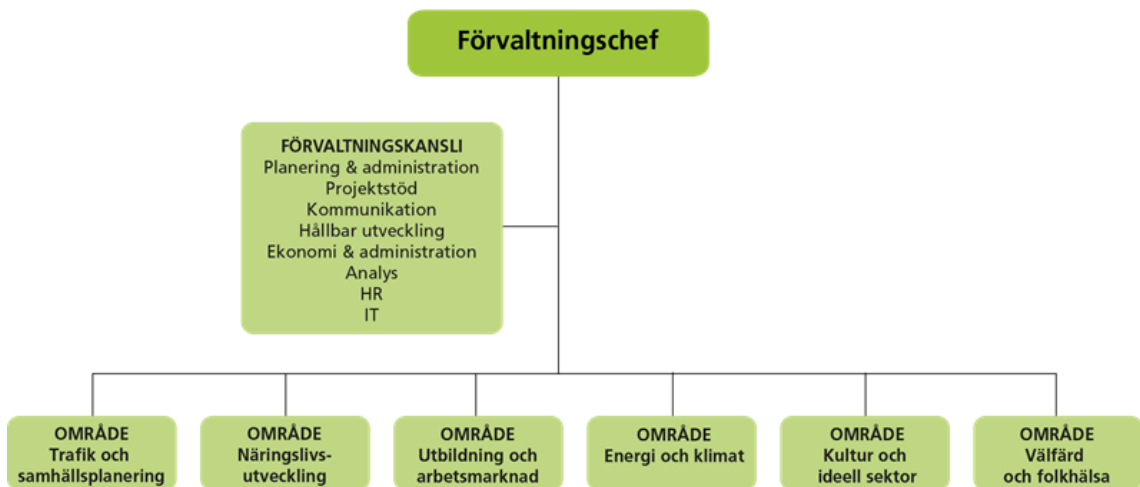 Förvaltningschef
FÖRVALTNINGSKANSLI
Planering & administration
Projektstöd
Kommunikation
Hållbar utveckling
Ekonomi & administration
Analys
HR
IT
OMRÅDE
Trafik och
samhällsplanering
OMRÅDE
Näringslivs-
utveckling
OMRÅDE
Utbildning och
arbetsmarknad
OMRÅDE
Energi och klimat
OMRÅDE
Kultur och
ideell sektor
OMRÅDE
Välfärd
och folkhälsa